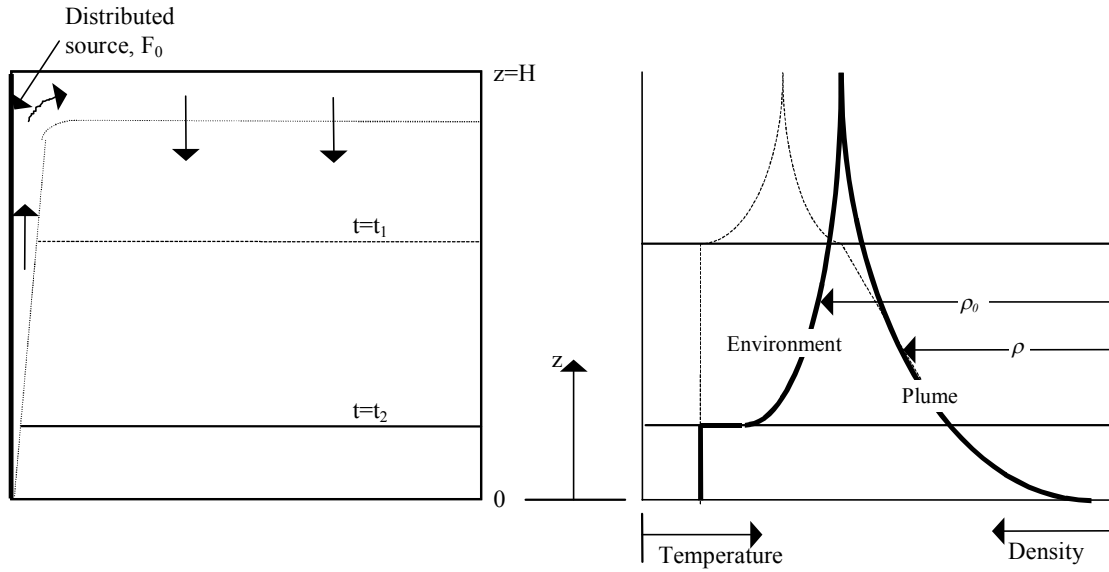 Distributed
source, F₀
z=H
t=t₁
t=t₂
0
z
ρ₀
Environment
ρ
Plume
Temperature
Density